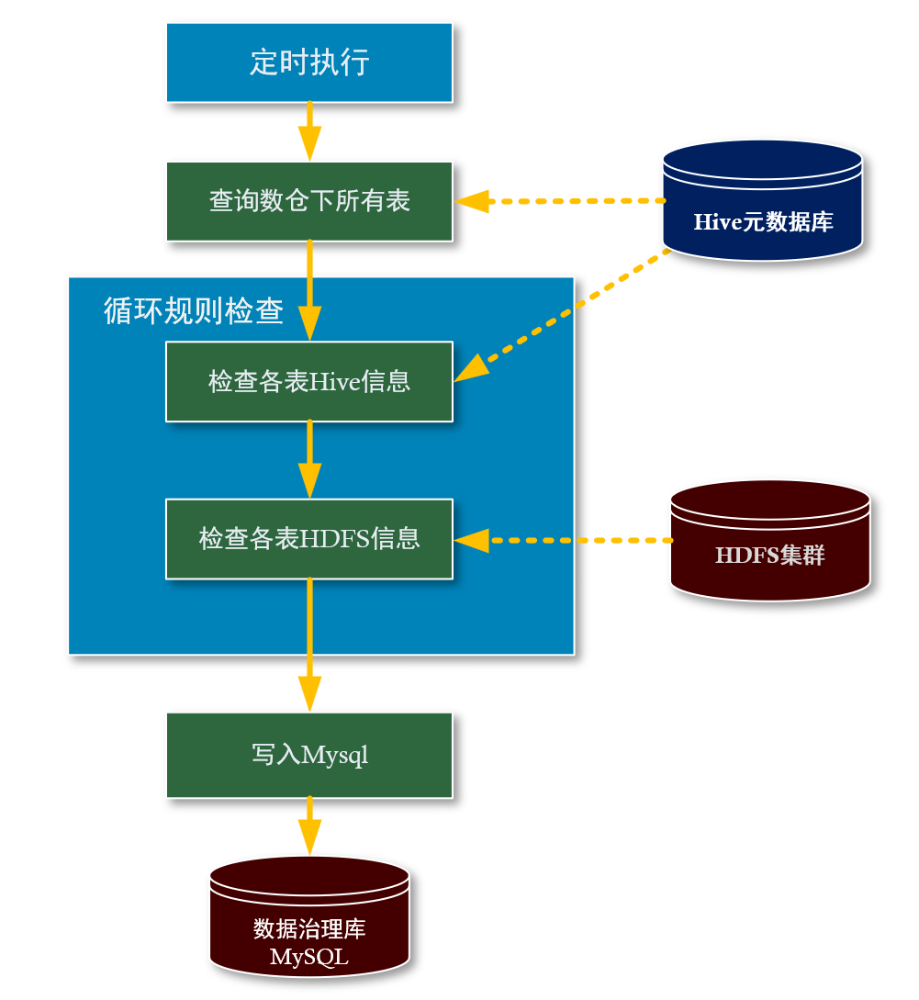 定时执行
查询数仓下所有表
Hive元数据库
循环规则检查
检查各表Hive信息
检查各表HDFS信息
HDFS集群
写入Mysql
数据治理库
MySQL